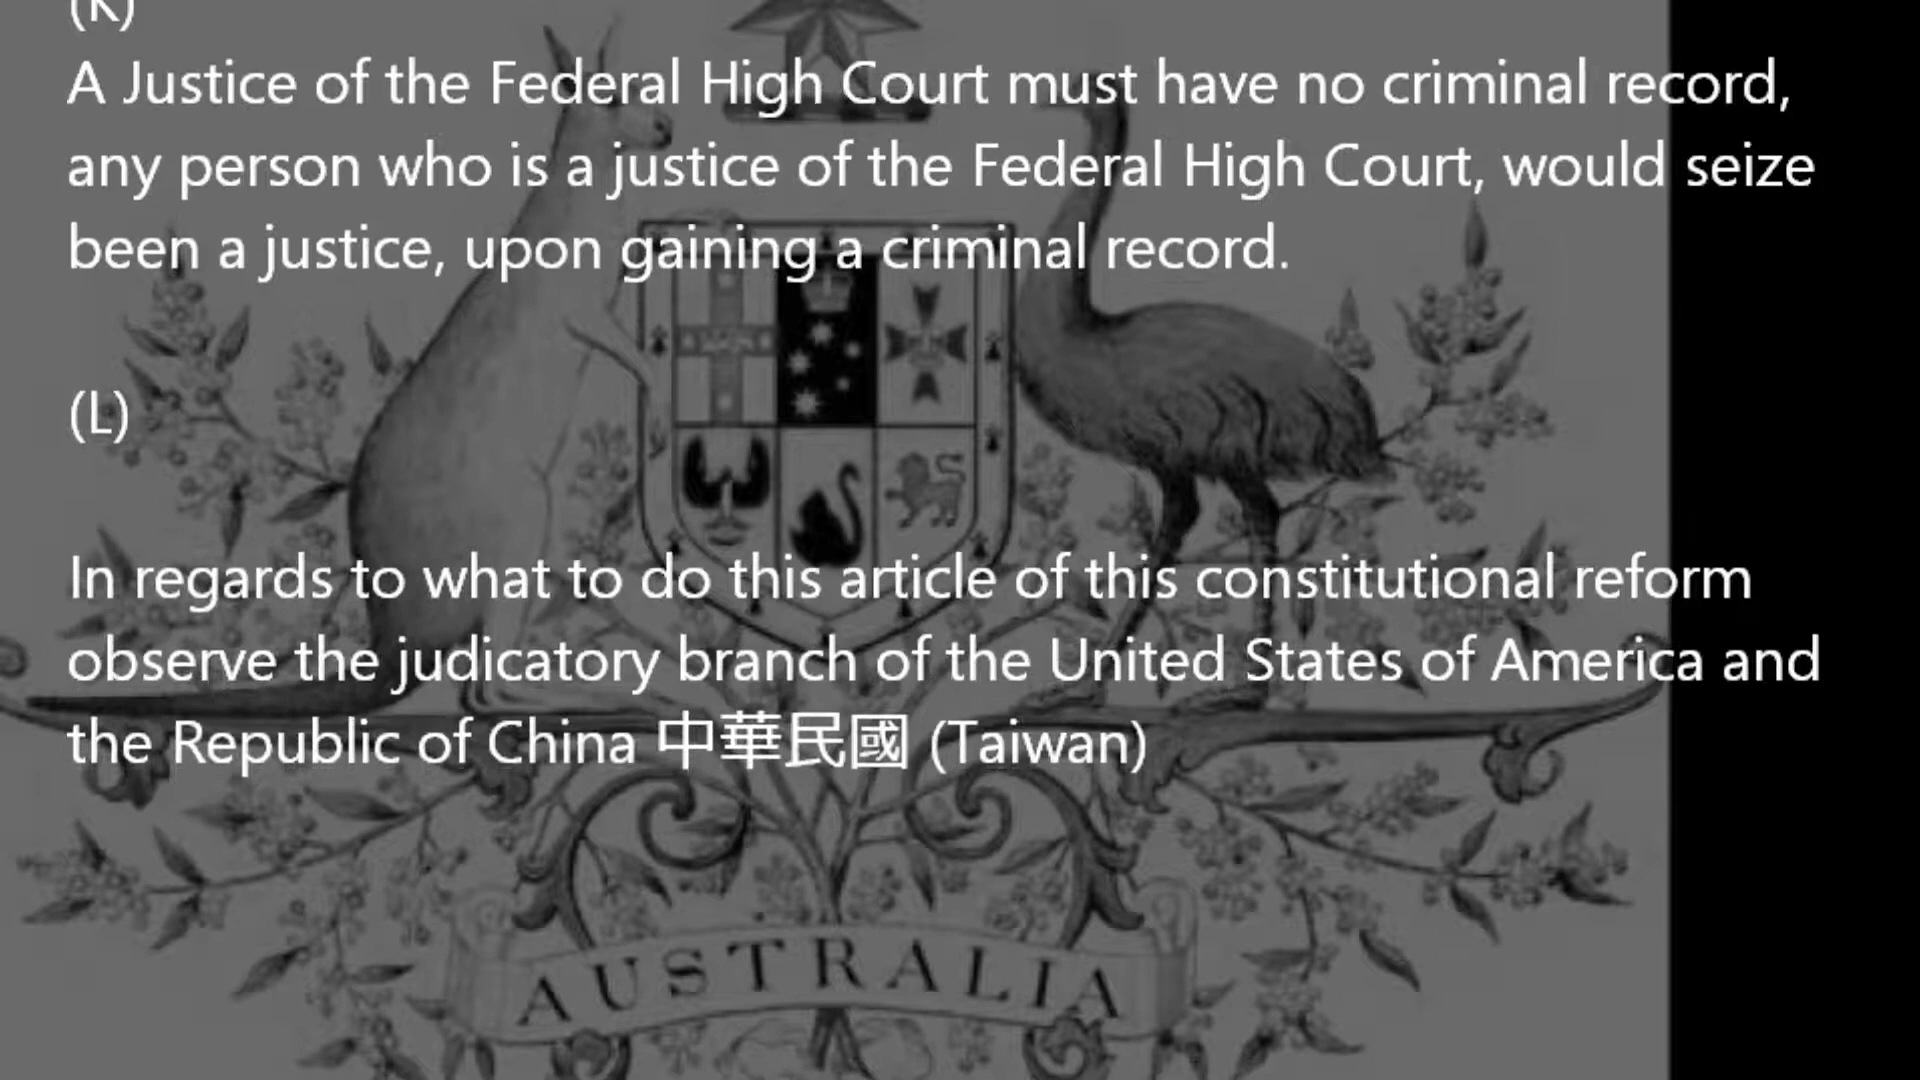 (K)
A Justice of the Federal High Court must have no criminal record,
any person who is a justice of the Federal High Court, would seize
been a justice, upon gaining a criminal record.
(L)
In regards to what to do this article of this constitutional reform
observe the judicatory branch of the United States of America and
the Republic of China 中華民國 (Taiwan)
AUSTRALIA